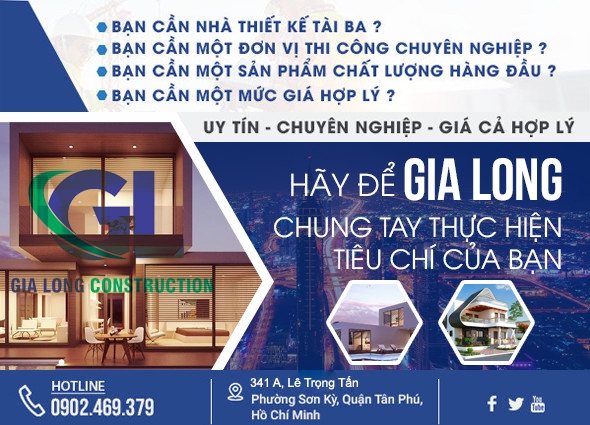 BẠN CẦN NHÀ THIẾT KẾ TÀI BA ?
BẠN CẦN MỘT ĐƠN VỊ THI CÔNG CHUYÊN NGHIỆP ?
BẠN CẦN MỘT SẢN PHẨM CHẤT LƯỢNG HÀNG ĐẦU ?
BẠN CẦN MỘT MỨC GIÁ HỢP LÝ ?
UY TÍN - CHUYÊN NGHIỆP - GIÁ CẢ HỢP LÝ
HÃY ĐỂ GIA LONG
CHUNG TAY THỰC HIỆN
TIÊU CHÍ CỦA BẠN
GL
GIA LONG CONSTRUCTION
HOTLINE
0902.469.379
341 A, Lê Trọng Tấn
Phường Sơn Kỳ, Quận Tân Phú,
Hồ Chí Minh
You
Tube